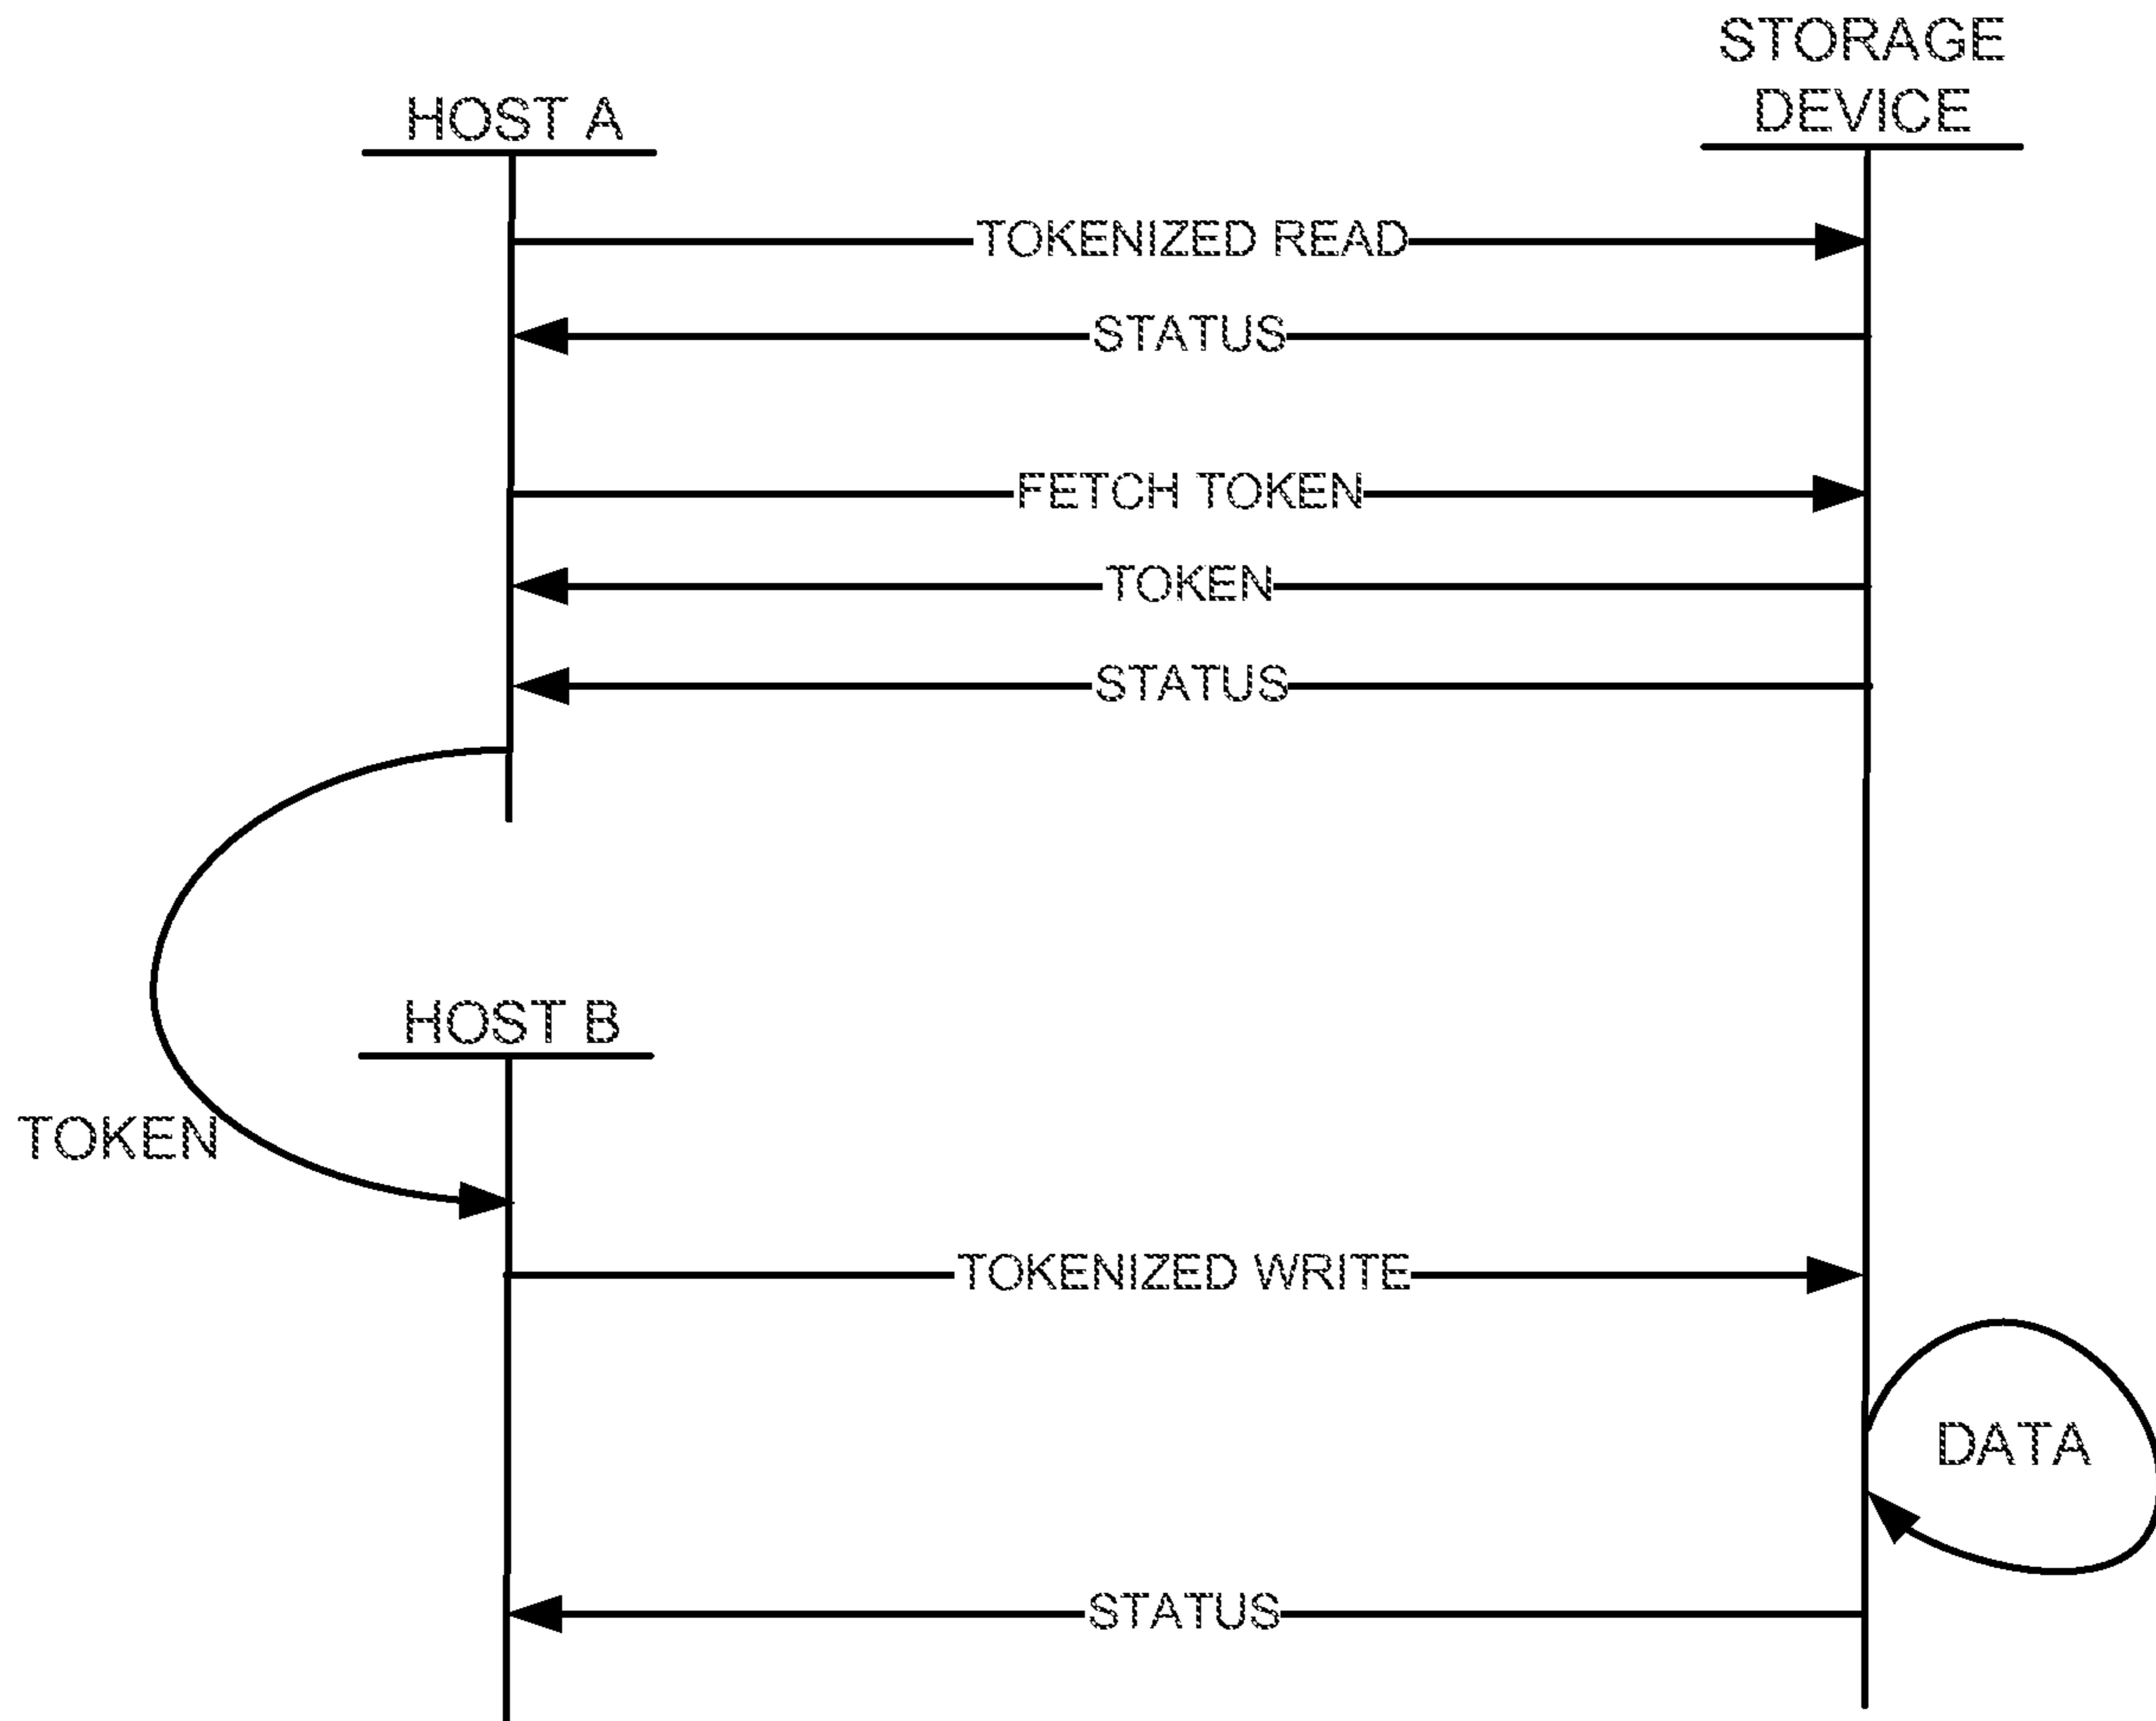 STORAGE
DEVICE
HOST A
TOKENIZED READ
STATUS
FETCH TOKEN
TOKEN
STATUS
HOST B
TOKEN
TOKENIZED WRITE
DATA
STATUS